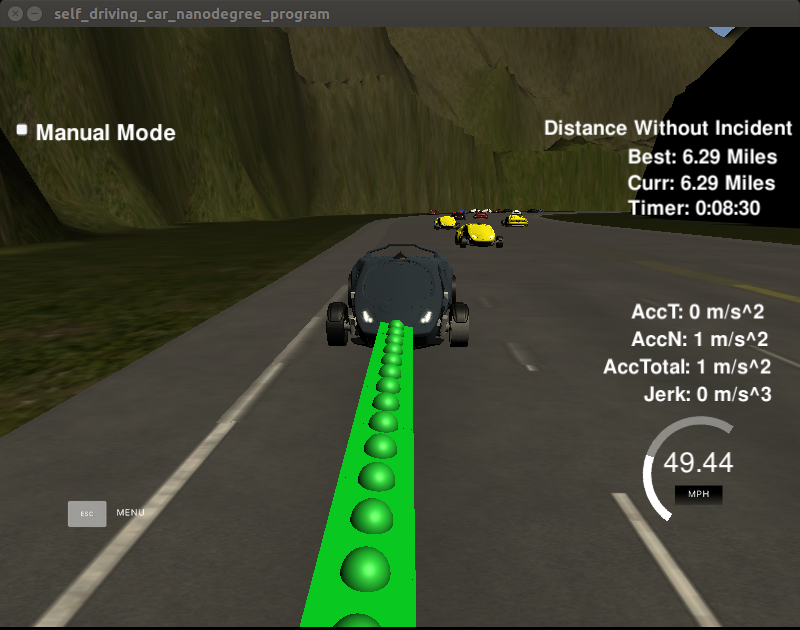 self_driving_car_nanodegree_program
Manual Mode
Distance Without Incident
Best: 6.29 Miles
Curr: 6.29 Miles
Timer: 0:08:30
AccT: 0 m/s^2
AccN: 1 m/s^2
AccTotal: 1 m/s^2
Jerk: 0 m/s^3
49.44
MPH
ESC MENU